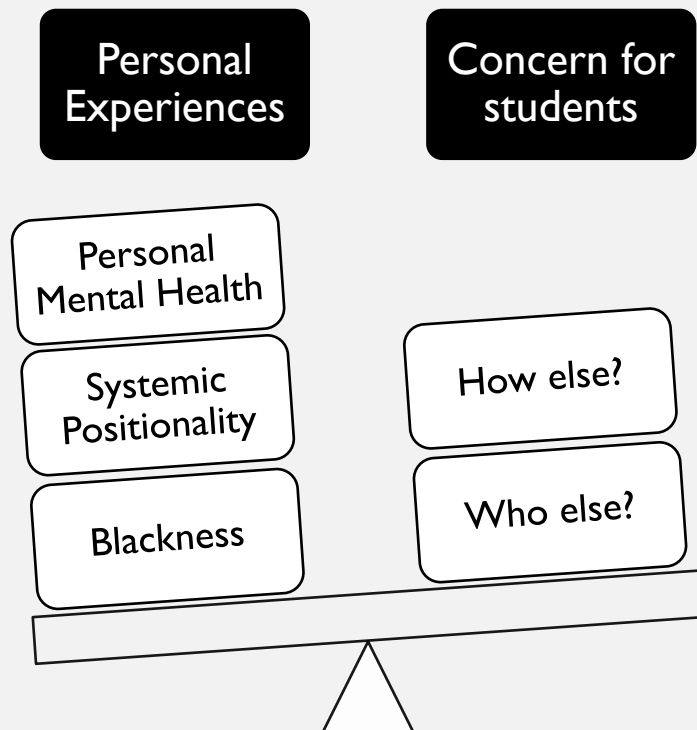 Personal
Experiences
Concern for
students
Personal
Mental Health
Systemic
Positionality
Blackness
How else?
Who else?